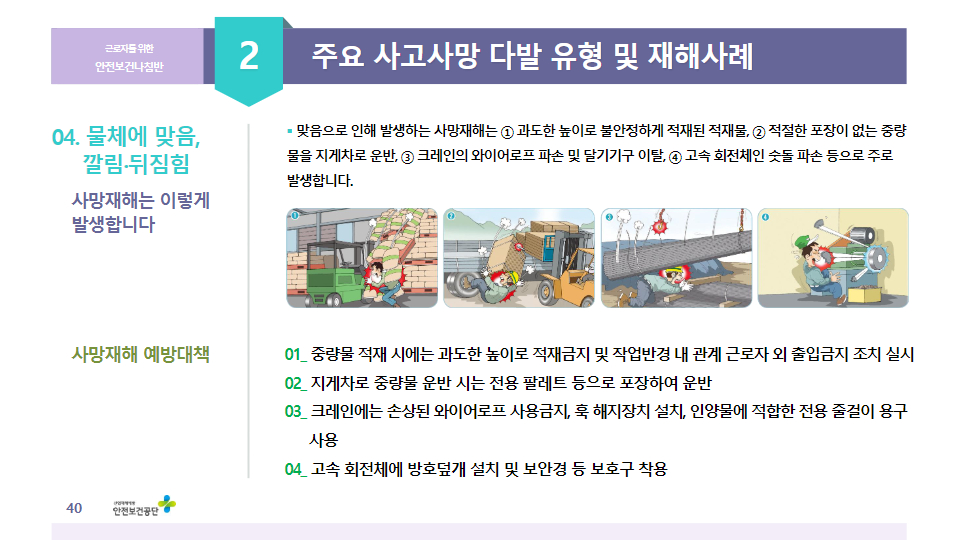 근로자를 위한
안전보건나침반
2
주요 사고사망 다발 유형 및 재해사례
04. 물체에 맞음,
깔림·뒤집힘
사망재해는 이렇게
발생합니다
▪ 맞음으로 인해 발생하는 사망재해는 ① 과도한 높이로 불안정하게 적재된 적재물, ② 적절한 포장이 없는 중량
물을 지게차로 운반, ③ 크레인의 와이어로프 파손 및 달기기구 이탈, ④ 고속 회전체인 숫돌 파손 등으로 주로
발생합니다.
1
2
3
4
사망재해 예방대책
01_ 중량물 적재 시에는 과도한 높이로 적재금지 및 작업반경 내 관계 근로자 외 출입금지 조치 실시
02_ 지게차로 중량물 운반 시는 전용 팔레트 등으로 포장하여 운반
03_ 크레인에는 손상된 와이어로프 사용금지, 훅 해지장치 설치, 인양물에 적합한 전용 줄걸이 용구
사용
04_ 고속 회전체에 방호덮개 설치 및 보안경 등 보호구 착용
40
산업재해예방
안전보건공단